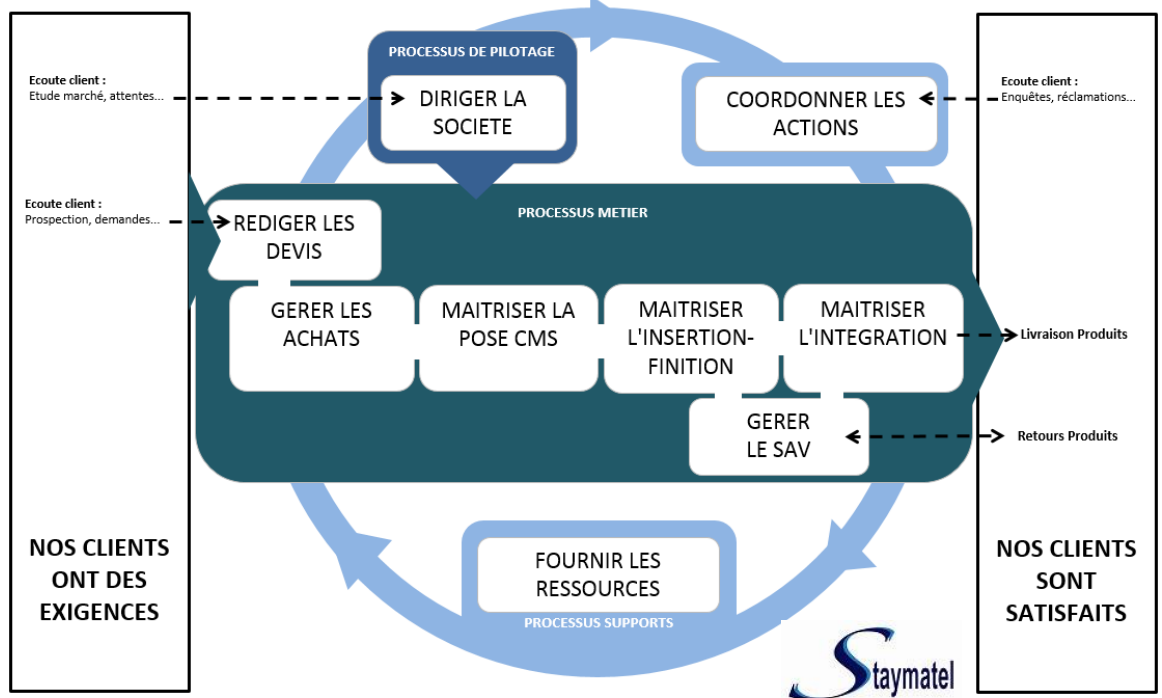 PROCESSUS DE PILOTAGE
DIRIGER LA
SOCIETE
COORDONNER LES
ACTIONS
Ecoute client :
Etude marché, attentes...
Ecoute client :
Enquêtes, réclamations...
Ecoute client :
Prospection, demandes...
PROCESSUS METIER
REDIGER LES
DEVIS
GERER LES
ACHATS
MAITRISER LA
POSE CMS
MAITRISER
L'INSERTION-
FINITION
MAITRISER
L'INTEGRATION
Livraison Produits
GERER
LE SAV
Retours Produits
NOS CLIENTS
ONT DES
EXIGENCES
FOURNIR LES
RESSOURCES
PROCESSUS SUPPORTS
NOS CLIENTS
SONT
SATISFAITS
Staymatel